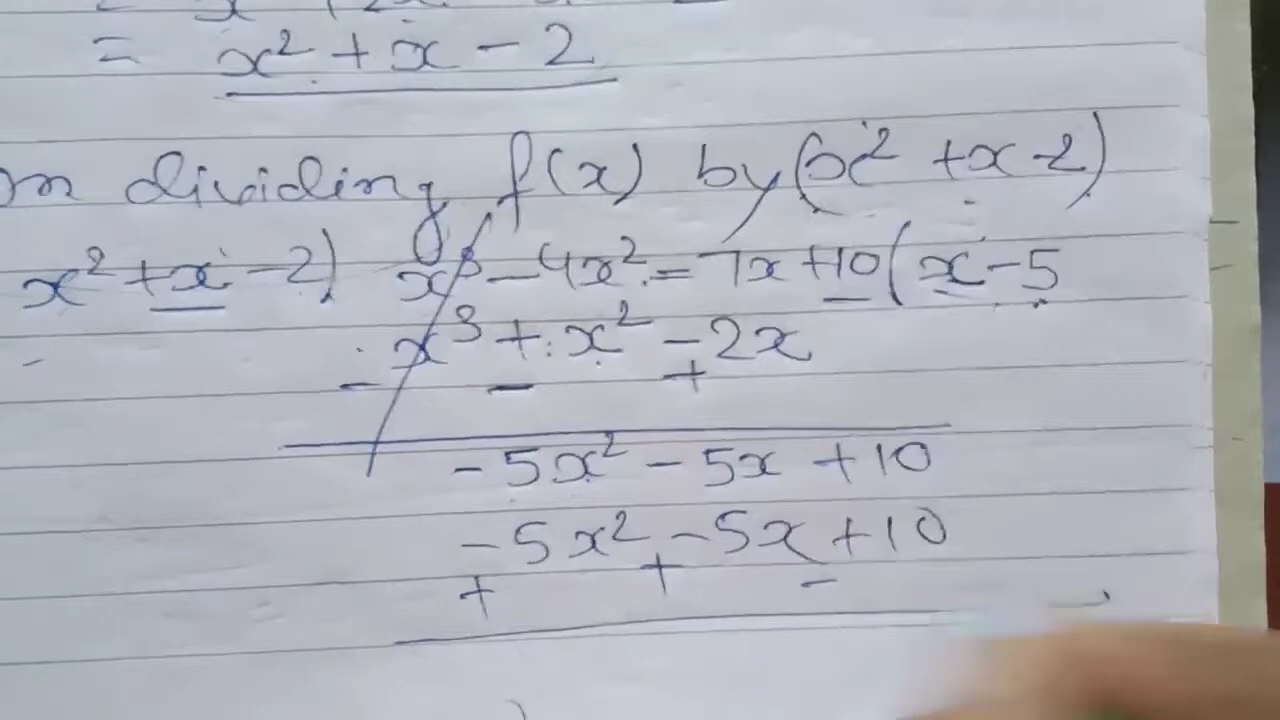 = x² + x - 2
on dividing f(x) by (x² + x - 2)
x² + x - 2) x³ - 4x² = 7x + 10 ( x - 5
x³ + x² - 2x
- - +
- 5x² - 5x + 10
- 5x² - 5x + 10
+ + -